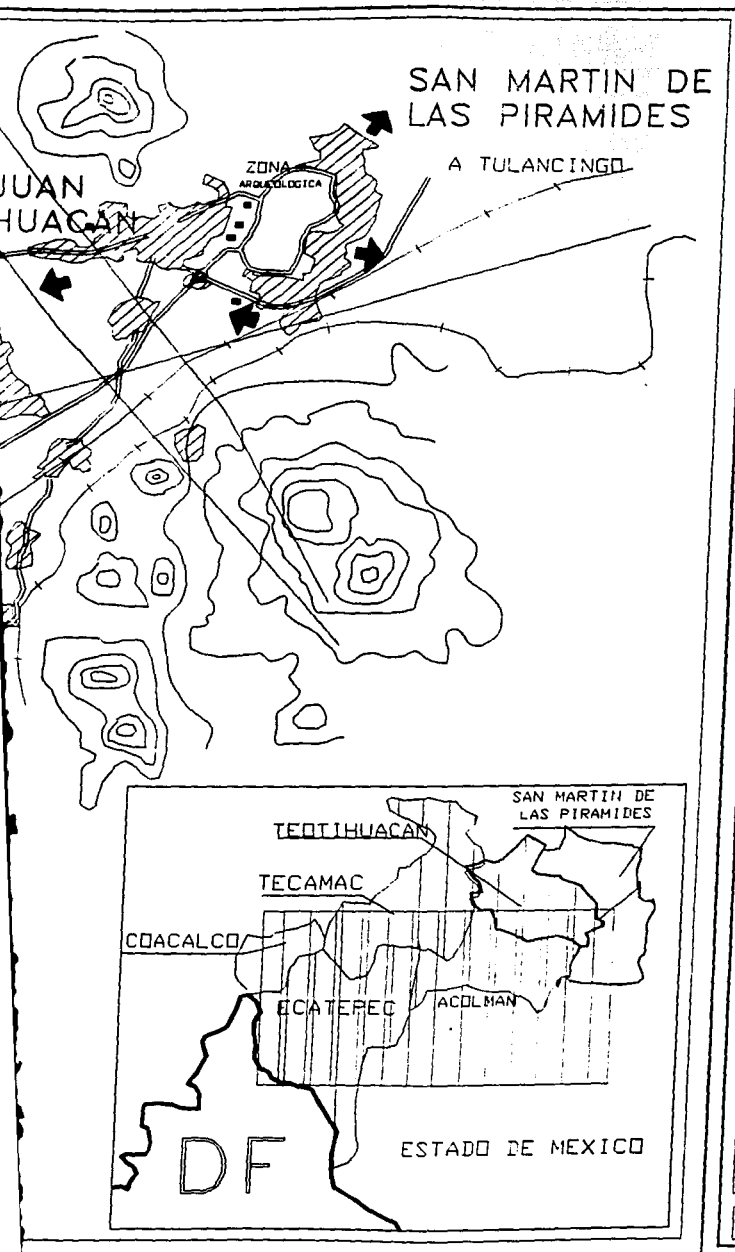 SAN MARTIN DE
LAS PIRAMIDES
A TULANCINGO
ZONA
ARQUEOLOGICA
JUAN
HUACAN
SAN MARTIN DE
LAS PIRAMIDES
TEOTIHUACAN
TECAMAC
COACALCO
ECATEPEC
ACOLMAN
ESTADO DE MEXICO
DF